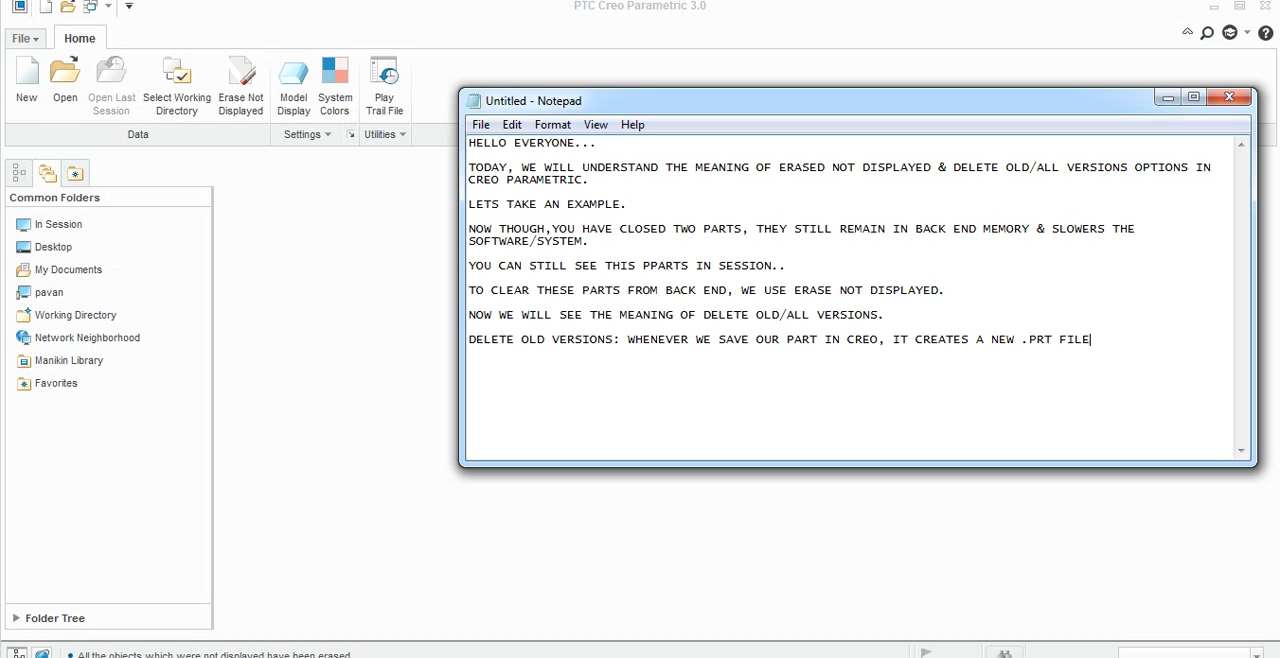 PTC Creo Parametric 3.0
File
Home
New
Open
Open Last
Session
Select Working
Directory
Erase Not
Displayed
Model
Display
System
Colors
Play
Trail File
Data
Settings
Utilities
Common Folders
In Session
Desktop
My Documents
pavan
Working Directory
Network Neighborhood
Manikin Library
Favorites
Folder Tree
Untitled - Notepad
File Edit Format View Help
HELLO EVERYONE...
TODAY, WE WILL UNDERSTAND THE MEANING OF ERASED NOT DISPLAYED & DELETE OLD/ALL VERSIONS OPTIONS IN
CREO PARAMETRIC.
LETS TAKE AN EXAMPLE.
NOW THOUGH,YOU HAVE CLOSED TWO PARTS, THEY STILL REMAIN IN BACK END MEMORY & SLOWERS THE
SOFTWARE/SYSTEM.
YOU CAN STILL SEE THIS PPARTS IN SESSION..
TO CLEAR THESE PARTS FROM BACK END, WE USE ERASE NOT DISPLAYED.
NOW WE WILL SEE THE MEANING OF DELETE OLD/ALL VERSIONS.
DELETE OLD VERSIONS: WHENEVER WE SAVE OUR PART IN CREO, IT CREATES A NEW .PRT FILE
All the objects which were not displayed have been erased.